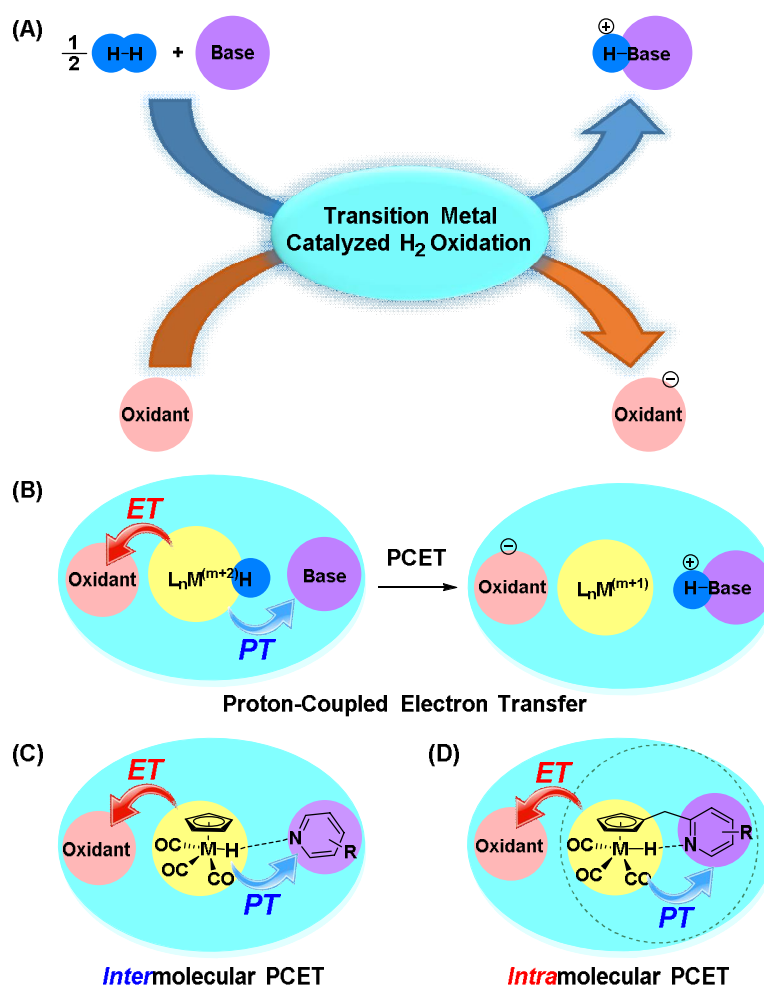 (A)
1/2 H-H + Base
⊕
H-Base
Transition Metal
Catalyzed H2 Oxidation
⊖
Oxidant
Oxidant
(B)
ET
Oxidant
LnM(m+2)H
Base
PT
PCET
⊖
Oxidant
LnM(m+1)
⊕
H-Base
Proton-Coupled Electron Transfer
(C)
ET
Oxidant
OC
OC
CO
M-H
N
R
PT
Intermolecular PCET
(D)
ET
Oxidant
OC
OC
CO
M-H
N
R
PT
Intramolecular PCET